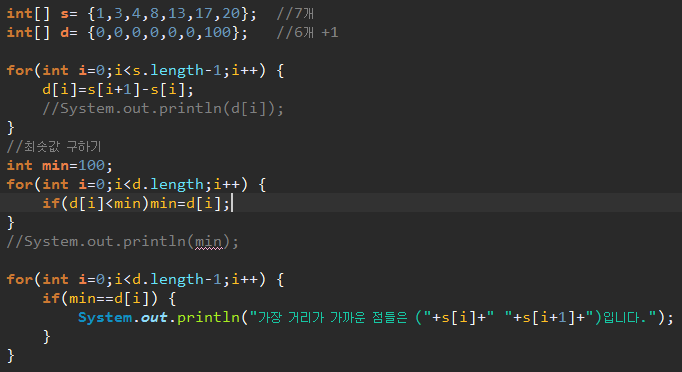 int[] s= {1,3,4,8,13,17,20};  //7개
int[] d= {0,0,0,0,0,0,100};   //6개 +1
for(int i=0;i<s.length-1;i++) {
d[i]=s[i+1]-s[i];
//System.out.println(d[i]);
}
//최솟값 구하기
int min=100;
for(int i=0;i<d.length;i++) {
if(d[i]<min)min=d[i];
}
//System.out.println(min);
for(int i=0;i<d.length-1;i++) {
if(min==d[i]) {
System.out.println("가장 거리가 가까운 점들은 ("+s[i]+" "+s[i+1]+")입니다.");
}
}